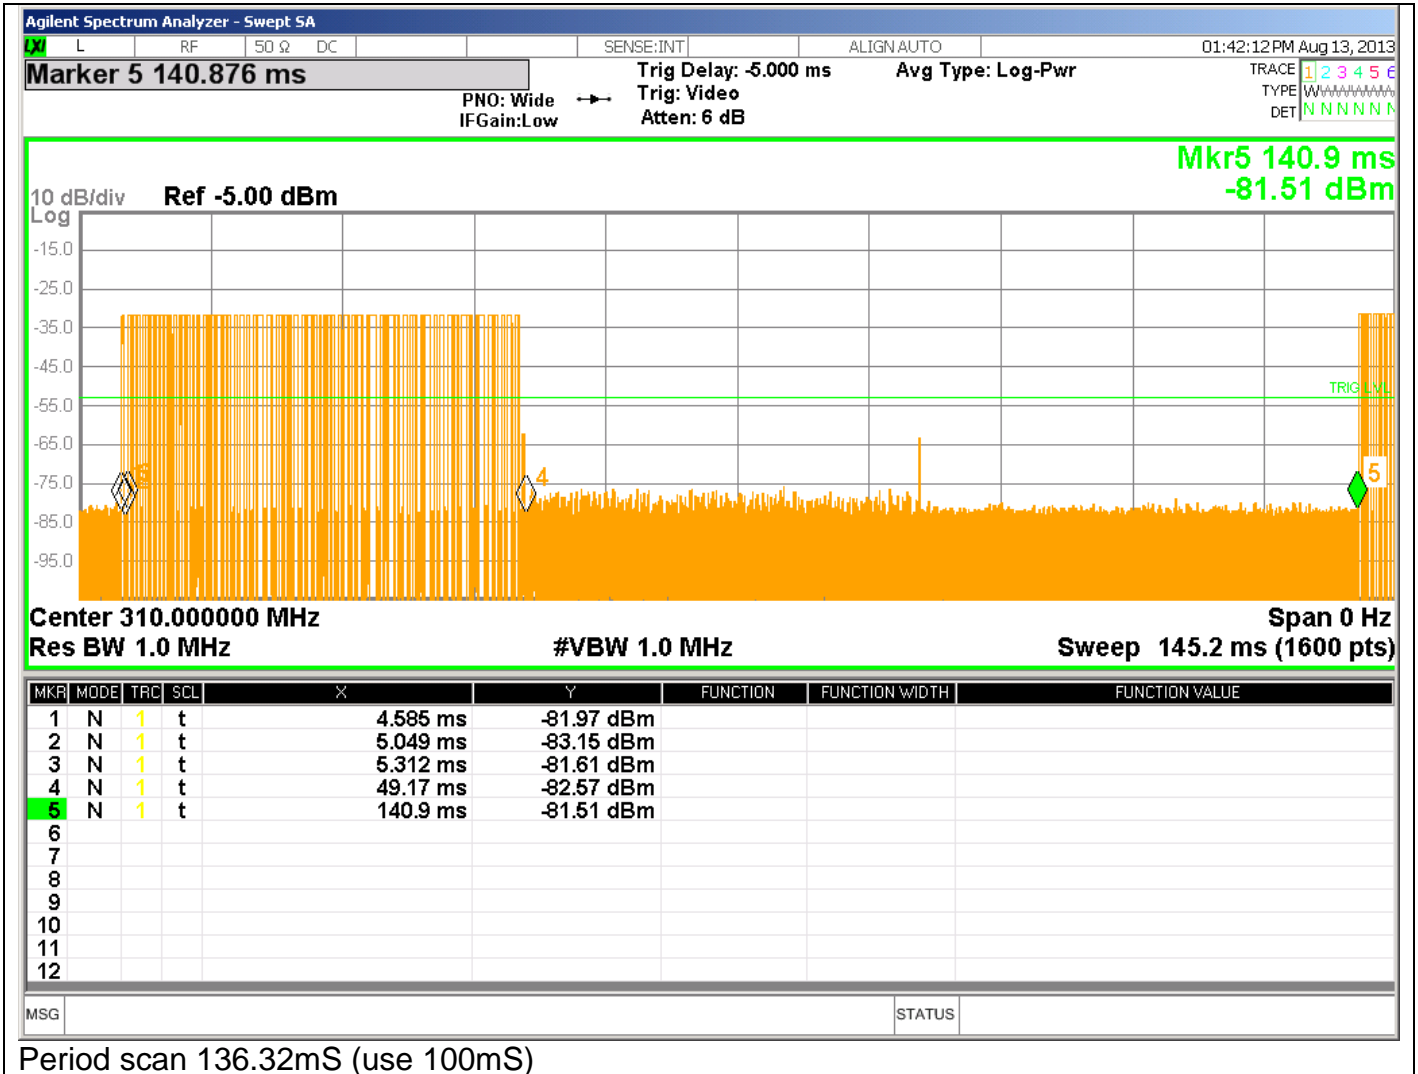 Agilent Spectrum Analyzer - Swept SA
LXI L RF 50 Ω DC SENSE:INT ALIGN AUTO 01:42:12 PM Aug 13, 2013
Marker 5 140.876 ms
Trig Delay: -5.000 ms Avg Type: Log-Pwr
PNO: Wide Trig: Video
IFGain:Low Atten: 6 dB
TRACE 1 2 3 4 5 6
TYPE W
DET N N N N N N
Mkr5 140.9 ms
-81.51 dBm
10 dB/div Ref -5.00 dBm
Log
-15.0
-25.0
-35.0
-45.0
TRIG LVL
-55.0
-65.0
-75.0
4
5
-85.0
-95.0
Center 310.000000 MHz Span 0 Hz
Res BW 1.0 MHz #VBW 1.0 MHz Sweep 145.2 ms (1600 pts)
MKR MODE TRC SCL X Y FUNCTION FUNCTION WIDTH FUNCTION VALUE
1 N 1 t 4.585 ms -81.97 dBm
2 N 1 t 5.049 ms -83.15 dBm
3 N 1 t 5.312 ms -81.61 dBm
4 N 1 t 49.17 ms -82.57 dBm
5 N 1 t 140.9 ms -81.51 dBm
6
7
8
9
10
11
12
MSG STATUS
Period scan 136.32mS (use 100mS)